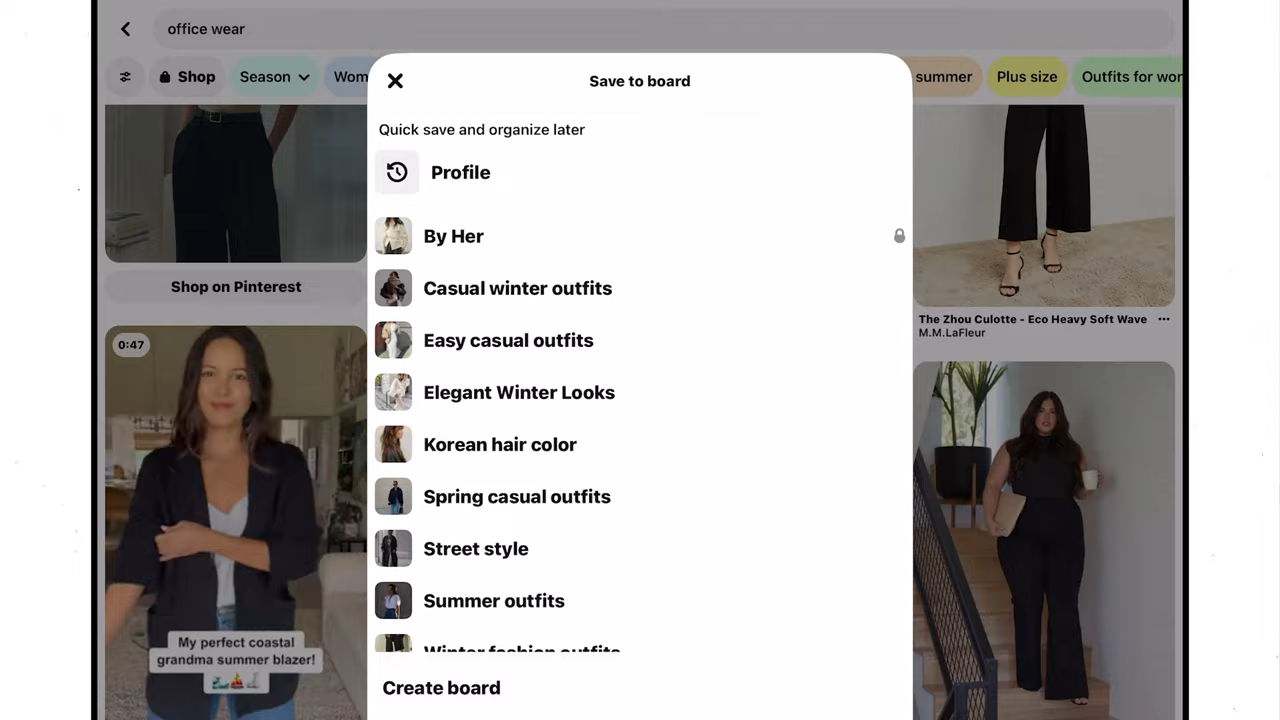 office wear
Shop
Season
Wom
summer
Plus size
Outfits for wor
Save to board
Quick save and organize later
Profile
By Her
Casual winter outfits
Easy casual outfits
Elegant Winter Looks
Korean hair color
Spring casual outfits
Street style
Summer outfits
Winter fashion outfits
Create board
Shop on Pinterest
0:47
My perfect coastal
grandma summer blazer!
The Zhou Culotte - Eco Heavy Soft Wave
M.M.LaFleur